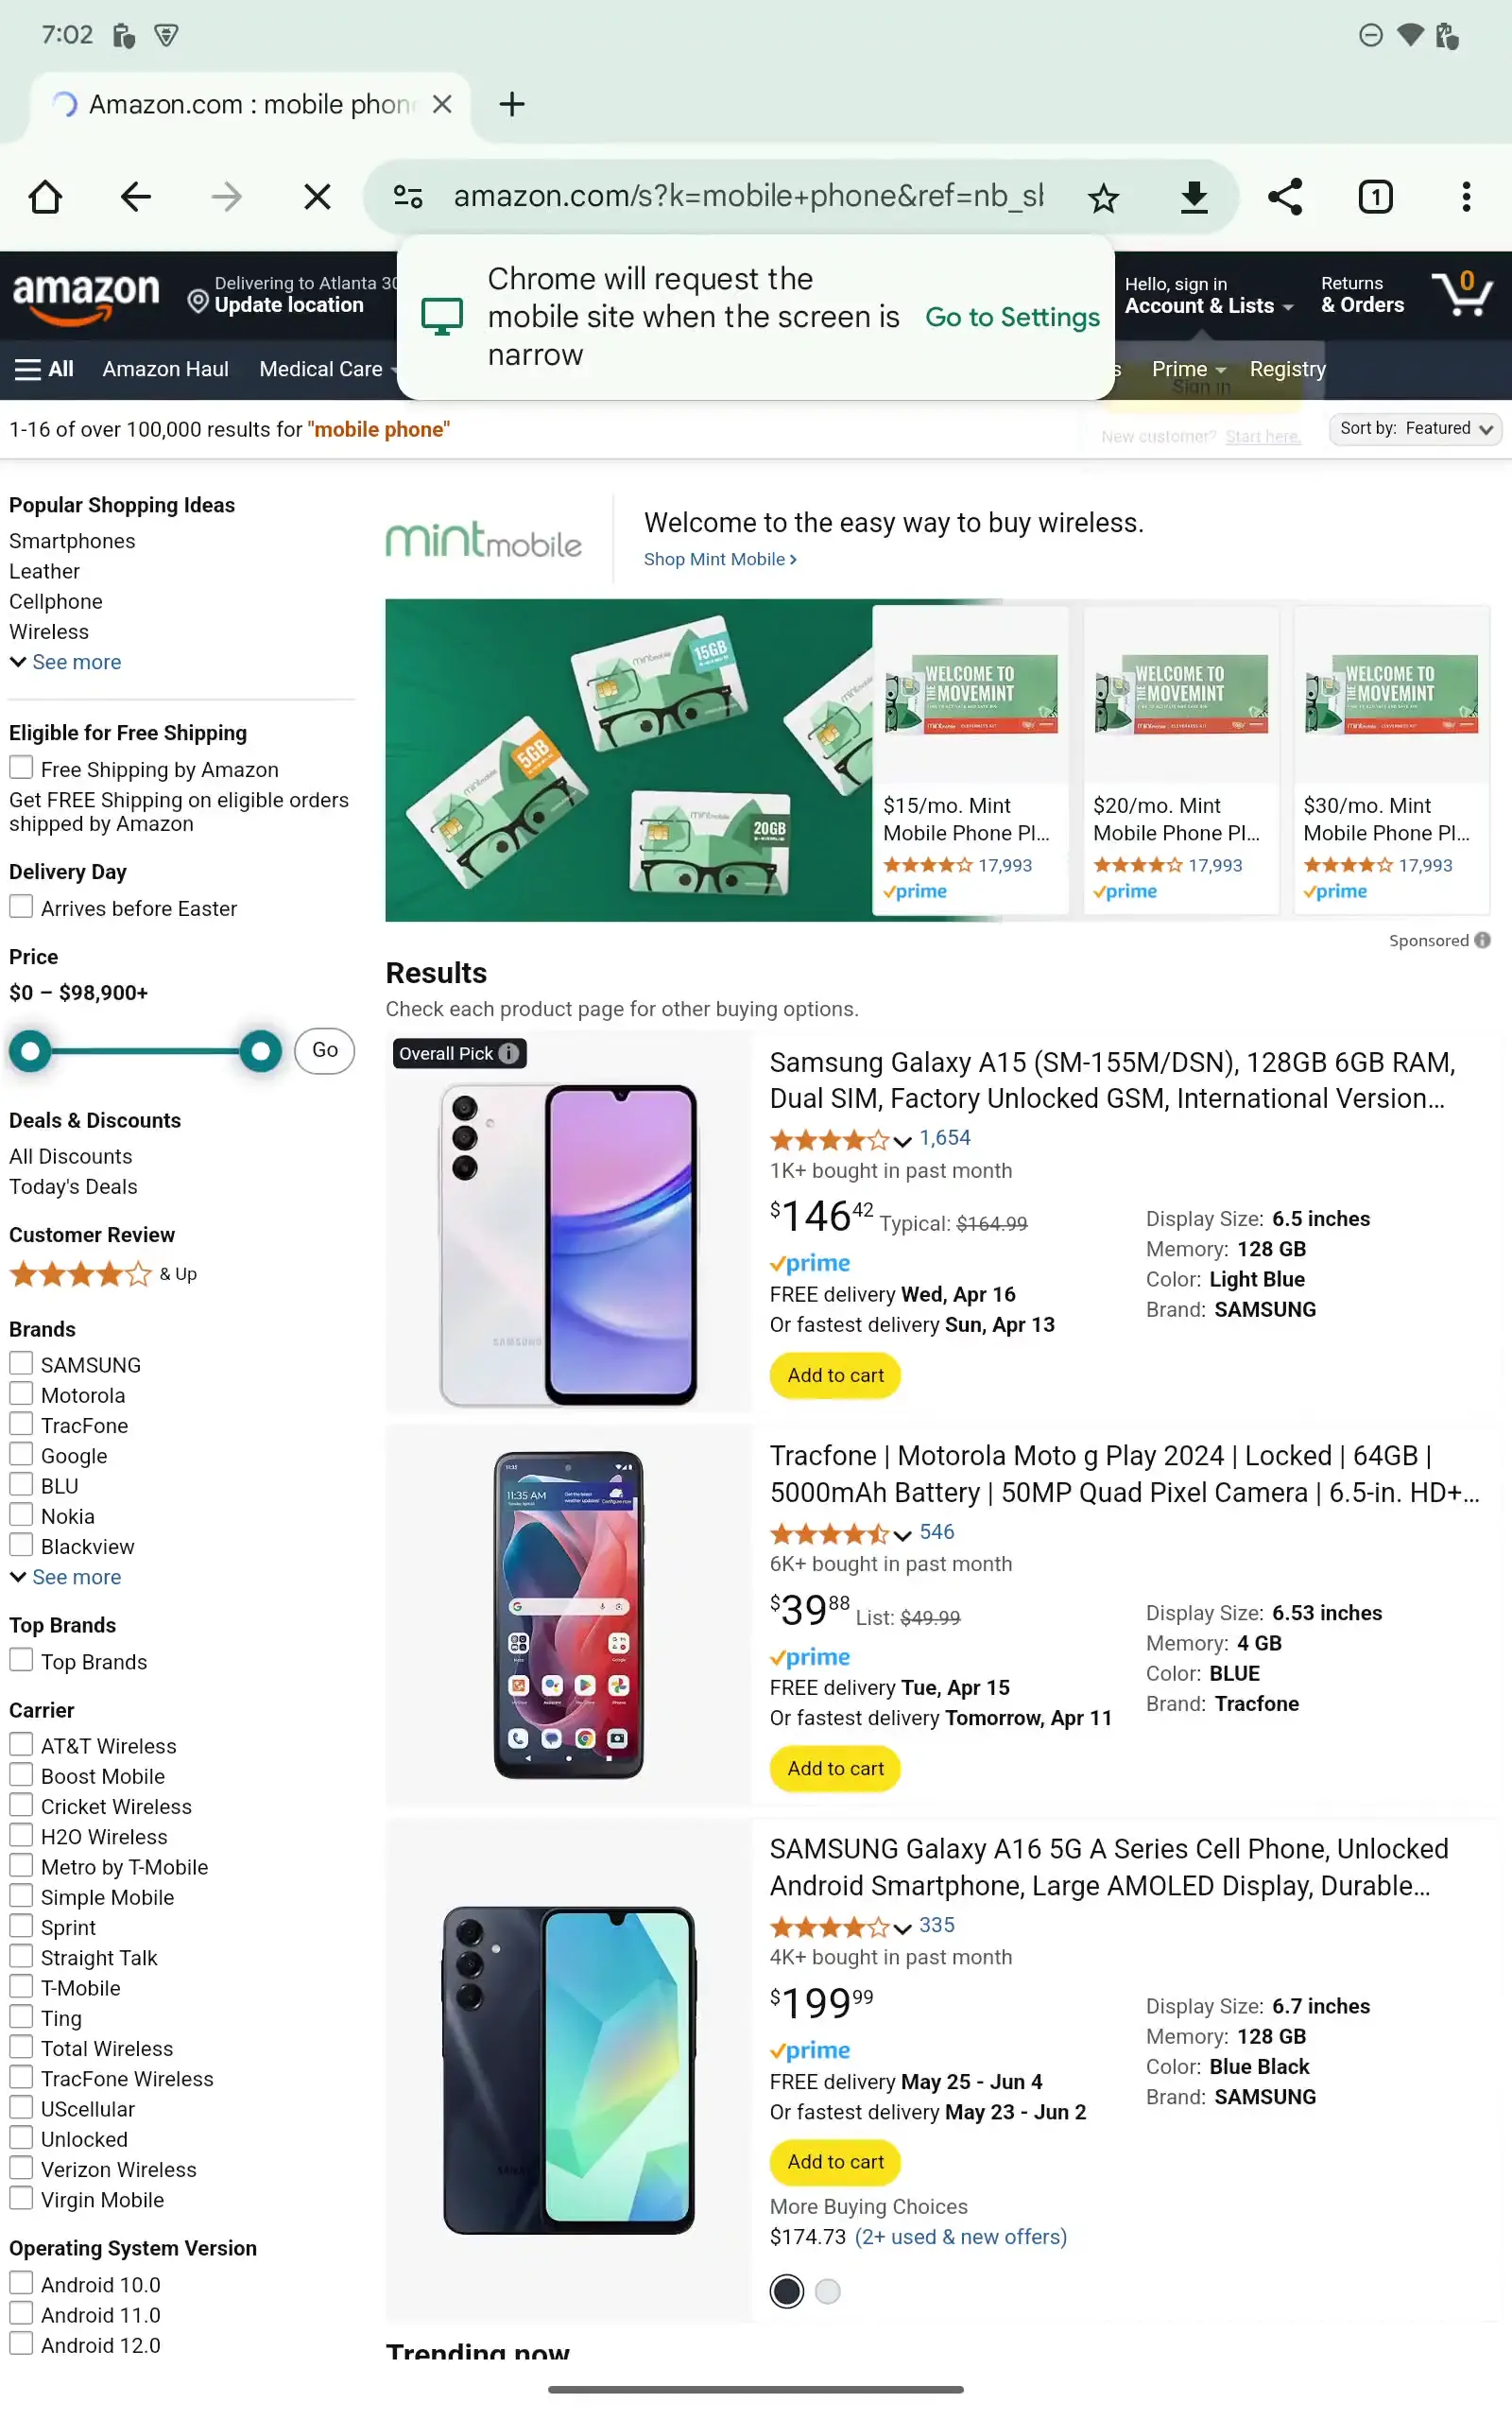 7:02
Amazon.com : mobile phon
amazon.com/s?k=mobile+phone&ref=nb_sl
1
Chrome will request the
mobile site when the screen is
narrow
Go to Settings
amazon
Delivering to Atlanta 30
Update location
Hello, sign in
Account & Lists
Returns
& Orders
0
All
Amazon Haul
Medical Care
s
Prime
Registry
Sign in
New customer? Start here.
1-16 of over 100,000 results for "mobile phone"
Sort by: Featured
Popular Shopping Ideas
Smartphones
Leather
Cellphone
Wireless
See more
Eligible for Free Shipping
Free Shipping by Amazon
Get FREE Shipping on eligible orders
shipped by Amazon
Delivery Day
Arrives before Easter
Price
$0 – $98,900+
Go
Deals & Discounts
All Discounts
Today's Deals
Customer Review
& Up
Brands
SAMSUNG
Motorola
TracFone
Google
BLU
Nokia
Blackview
See more
Top Brands
Top Brands
Carrier
AT&T Wireless
Boost Mobile
Cricket Wireless
H2O Wireless
Metro by T-Mobile
Simple Mobile
Sprint
Straight Talk
T-Mobile
Ting
Total Wireless
TracFone Wireless
UScellular
Unlocked
Verizon Wireless
Virgin Mobile
Operating System Version
Android 10.0
Android 11.0
Android 12.0
mintmobile
Welcome to the easy way to buy wireless.
Shop Mint Mobile
mintmobile
15GB
mintmobile
5GB
mintmobile
20GB
mintmobile
WELCOME TO
THE MOVEMINT
$15/mo. Mint
Mobile Phone Pl...
17,993
prime
WELCOME TO
THE MOVEMINT
$20/mo. Mint
Mobile Phone Pl...
17,993
prime
WELCOME TO
THE MOVEMINT
$30/mo. Mint
Mobile Phone Pl...
17,993
prime
Sponsored
Results
Check each product page for other buying options.
Overall Pick
SAMSUNG
Samsung Galaxy A15 (SM-155M/DSN), 128GB 6GB RAM,
Dual SIM, Factory Unlocked GSM, International Version...
1,654
1K+ bought in past month
$146.42 Typical: $164.99
prime
FREE delivery Wed, Apr 16
Or fastest delivery Sun, Apr 13
Add to cart
Display Size: 6.5 inches
Memory: 128 GB
Color: Light Blue
Brand: SAMSUNG
11:35 AM
Tracfone | Motorola Moto g Play 2024 | Locked | 64GB |
5000mAh Battery | 50MP Quad Pixel Camera | 6.5-in. HD+...
546
6K+ bought in past month
$39.88 List: $49.99
prime
FREE delivery Tue, Apr 15
Or fastest delivery Tomorrow, Apr 11
Add to cart
Display Size: 6.53 inches
Memory: 4 GB
Color: BLUE
Brand: Tracfone
SAMSUNG Galaxy A16 5G A Series Cell Phone, Unlocked
Android Smartphone, Large AMOLED Display, Durable...
335
4K+ bought in past month
$199.99
prime
FREE delivery May 25 - Jun 4
Or fastest delivery May 23 - Jun 2
Add to cart
More Buying Choices
$174.73 (2+ used & new offers)
Display Size: 6.7 inches
Memory: 128 GB
Color: Blue Black
Brand: SAMSUNG
Trending now